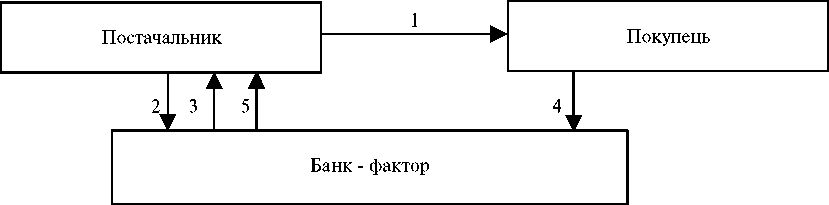 1
Постачальник
Покупець
2
3
5
4
Банк - фактор